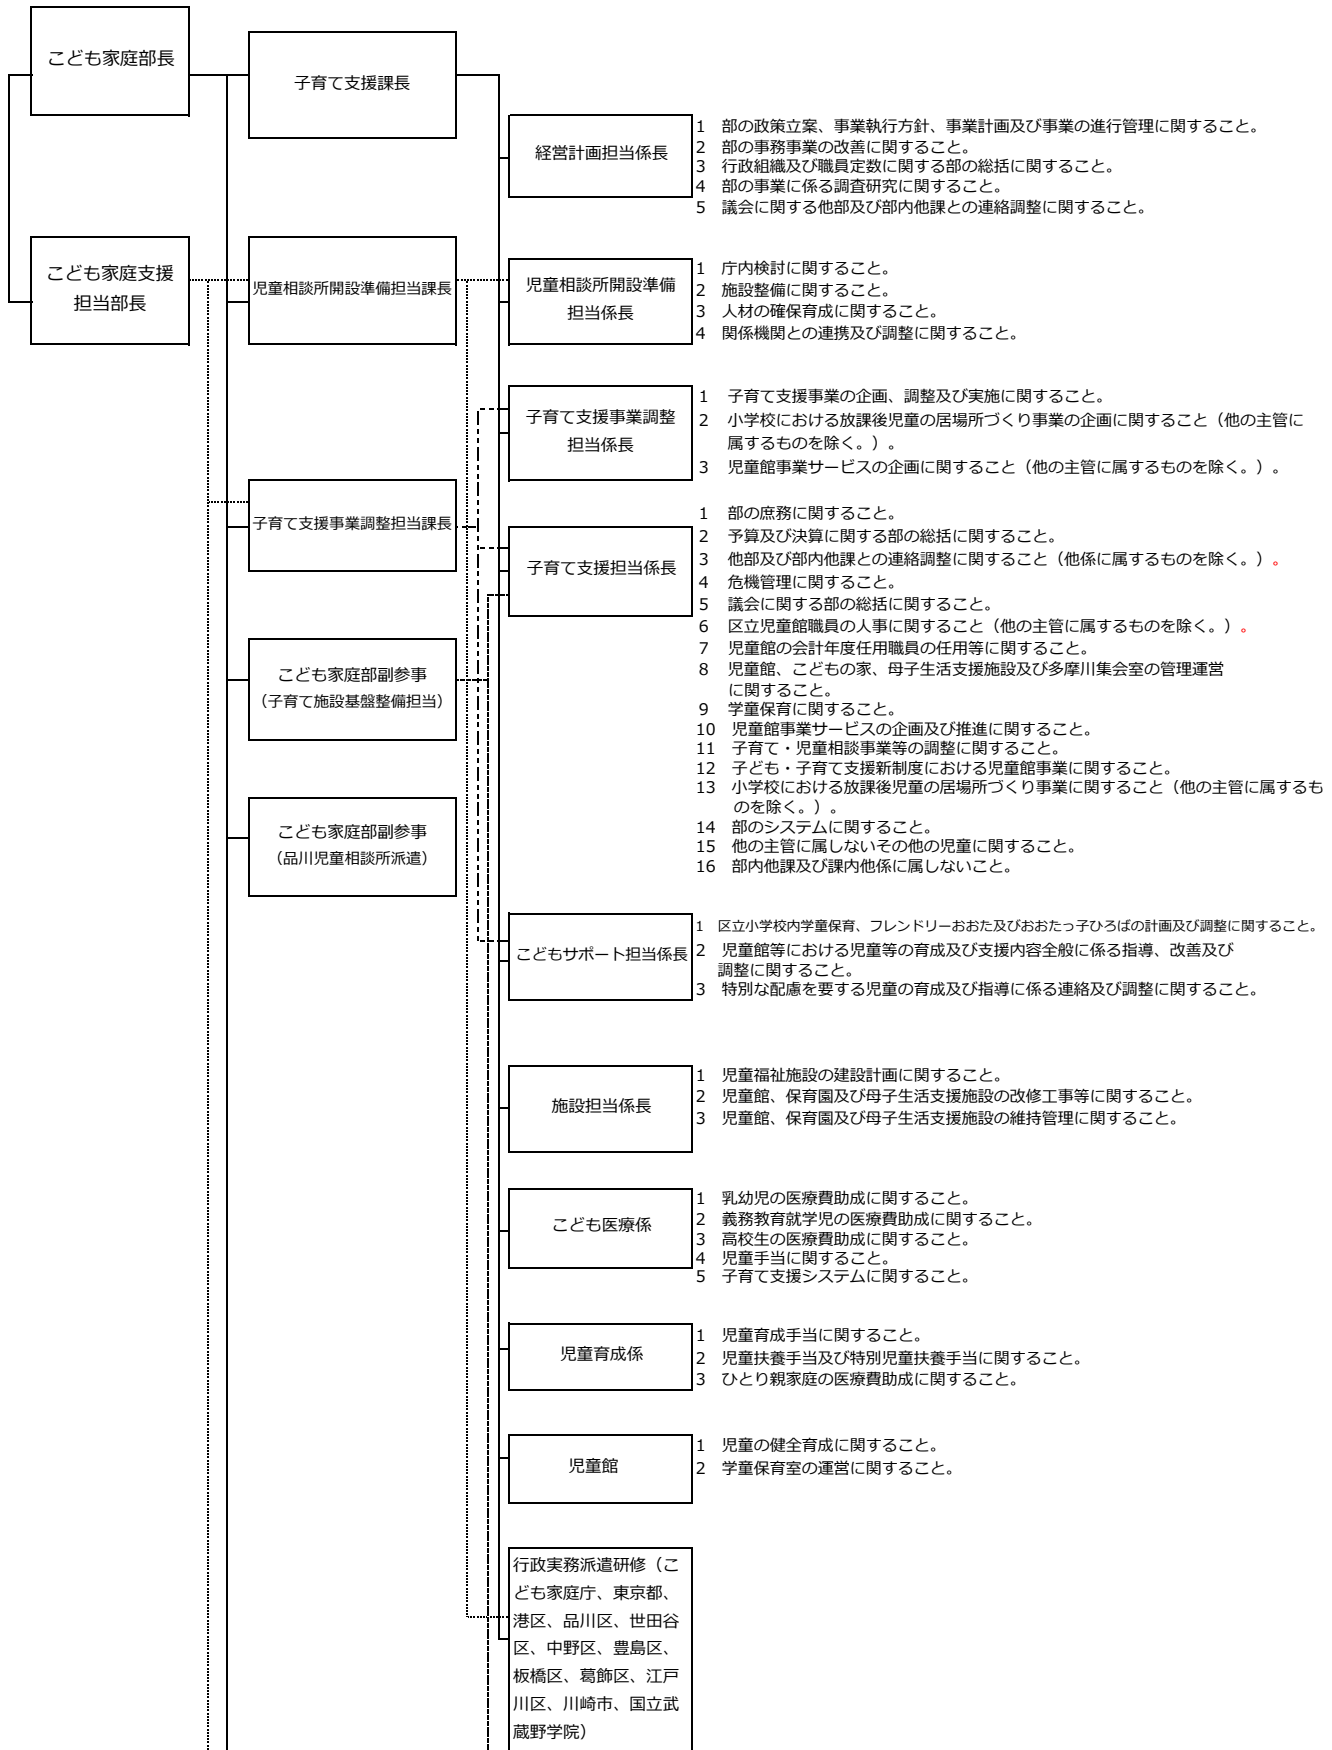 こども家庭部長
子育て支援課長
経営計画担当係長
1 部の政策立案、事業執行方針、事業計画及び事業の進行管理に関すること。
2 部の事務事業の改善に関すること。
3 行政組織及び職員定数に関する部の総括に関すること。
4 部の事業に係る調査研究に関すること。
5 議会に関する他部及び部内他課との連絡調整に関すること。
こども家庭支援
担当部長
児童相談所開設準備担当課長
児童相談所開設準備
担当係長
1 庁内検討に関すること。
2 施設整備に関すること。
3 人材の確保育成に関すること。
4 関係機関との連携及び調整に関すること。
子育て支援事業調整
担当係長
1 子育て支援事業の企画、調整及び実施に関すること。
2 小学校における放課後児童の居場所づくり事業の企画に関すること（他の主管に
属するものを除く。）。
3 児童館事業サービスの企画に関すること（他の主管に属するものを除く。）。
子育て支援事業調整担当課長
子育て支援担当係長
1 部の庶務に関すること。
2 予算及び決算に関する部の総括に関すること。
3 他部及び部内他課との連絡調整に関すること（他係に属するものを除く。）。
4 危機管理に関すること。
5 議会に関する部の総括に関すること。
6 区立児童館職員の人事に関すること（他の主管に属するものを除く。）。
7 児童館の会計年度任用職員の任用等に関すること。
8 児童館、こどもの家、母子生活支援施設及び多摩川集会室の管理運営
に関すること。
9 学童保育に関すること。
10 児童館事業サービスの企画及び推進に関すること。
11 子育て・児童相談事業等の調整に関すること。
12 子ども・子育て支援新制度における児童館事業に関すること。
13 小学校における放課後児童の居場所づくり事業に関すること（他の主管に属するも
のを除く。）。
14 部のシステムに関すること。
15 他の主管に属しないその他の児童に関すること。
16 部内他課及び課内他係に属しないこと。
こども家庭部副参事
（子育て施設基盤整備担当）
こども家庭部副参事
（品川児童相談所派遣）
こどもサポート担当係長
1 区立小学校内学童保育、フレンドリーおおた及びおおたっ子ひろばの計画及び調整に関すること。
2 児童館等における児童等の育成及び支援内容全般に係る指導、改善及び
調整に関すること。
3 特別な配慮を要する児童の育成及び指導に係る連絡及び調整に関すること。
施設担当係長
1 児童福祉施設の建設計画に関すること。
2 児童館、保育園及び母子生活支援施設の改修工事等に関すること。
3 児童館、保育園及び母子生活支援施設の維持管理に関すること。
こども医療係
1 乳幼児の医療費助成に関すること。
2 義務教育就学児の医療費助成に関すること。
3 高校生の医療費助成に関すること。
4 児童手当に関すること。
5 子育て支援システムに関すること。
児童育成係
1 児童育成手当に関すること。
2 児童扶養手当及び特別児童扶養手当に関すること。
3 ひとり親家庭の医療費助成に関すること。
児童館
1 児童の健全育成に関すること。
2 学童保育室の運営に関すること。
行政実務派遣研修（こ
ども家庭庁、東京都、
港区、品川区、世田谷
区、中野区、豊島区、
板橋区、葛飾区、江戸
川区、川崎市、国立武
蔵野学院）